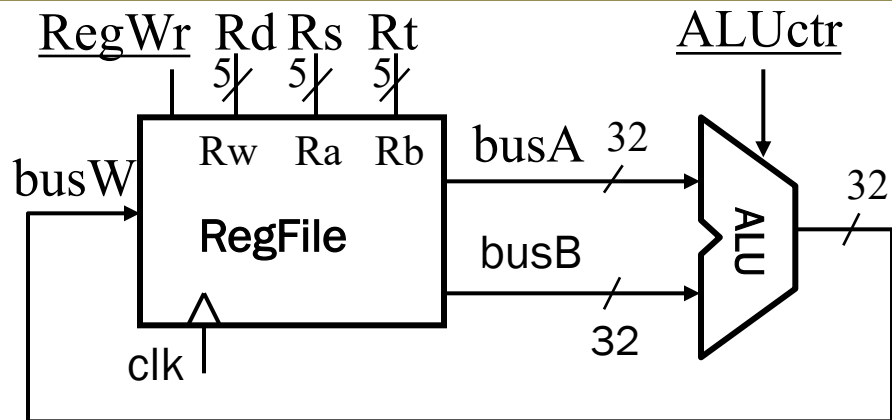 RegWr Rd Rs Rt ALUctr
5 5 5
Rw Ra Rb busA 32
busW 32
RegFile ALU
busB
32
clk